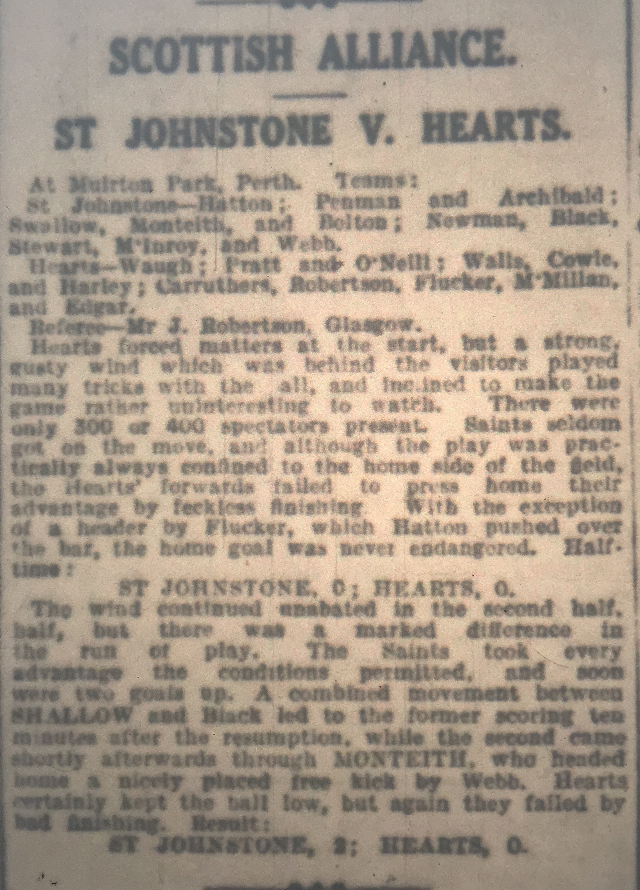 SCOTTISH ALLIANCE.
ST JOHNSTONE V. HEARTS.
At Muirton Park, Perth. Teams:
St Johnstone—Hatton; Penman and Archibald;
Swallow, Monteith, and Bolton; Newman, Black,
Stewart, M'Inroy, and Webb.
Hearts—Waugh; Pratt and O'Neill; Walls, Cowie,
and Harley; Carruthers, Robertson, Flucker, M'Millan,
and Edgar.
Referee—Mr J. Robertson, Glasgow.
Hearts forced matters at the start, but a strong,
gusty wind which was behind the visitors played
many tricks with the all, and inc.ined to make the
game rather uninteresting to watch. There were
only 300 or 400 spectators present. Saints seldom
got on the move, and although the play was prac-
tically always confined to the home side of the field,
the Hearts' forwards failed to press home their
advantage by feckless finishing. With the exception
of a header by Flucker, which Hatton pushed over
the bar, the home goal was never endangered. Half-
time:
ST JOHNSTONE, 0; HEARTS, 0.
The wind continued unabated in the second half,
half, but there was a marked difference in
the run of play. The Saints took every
advantage the conditions permitted, and soon
were two goals up. A combined movement between
SHALLOW and Black led to the former scoring ten
minutes after the resumption, while the second came
shortly afterwards through MONTEITH, who headed
home a nicely placed free kick by Webb. Hearts
certainly kept the ball low, but again they failed by
bad finishing. Result:
ST JOHNSTONE, 2; HEARTS, 0.